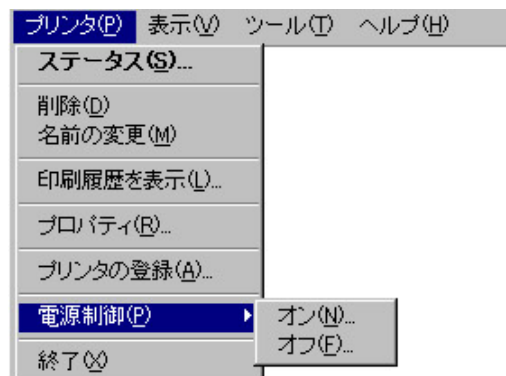 プリンタ(P) 表示(V) ツール(T) ヘルプ(H)
ステータス(S)...
削除(D)
名前の変更(M)
印刷履歴を表示(L)...
プロパティ(R)...
プリンタの登録(A)...
電源制御(P)
オン(N)...
オフ(F)...
終了(X)